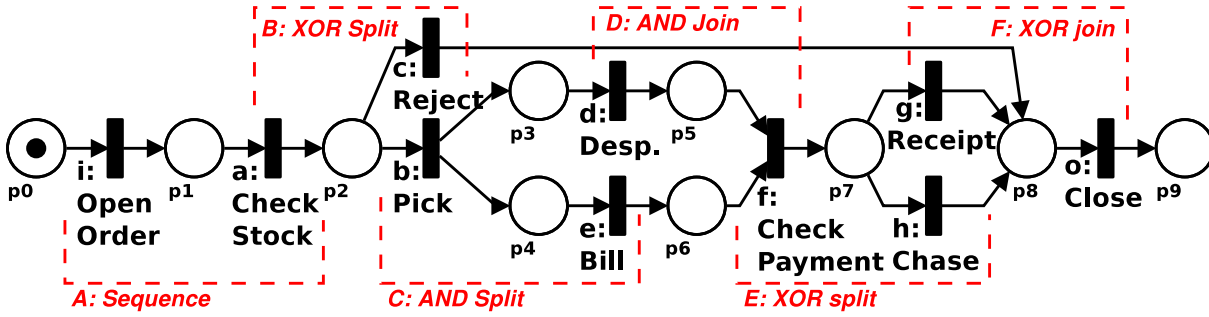 B: XOR Split
D: AND Join
F: XOR join
c:
Reject
p0
i:
Open
Order
p1
a:
Check
Stock
p2
b:
Pick
p3
d:
Desp.
p5
p4
e:
Bill
p6
f:
Check
Payment
p7
g:
Receipt
h:
Chase
p8
o:
Close
p9
A: Sequence
C: AND Split
E: XOR split